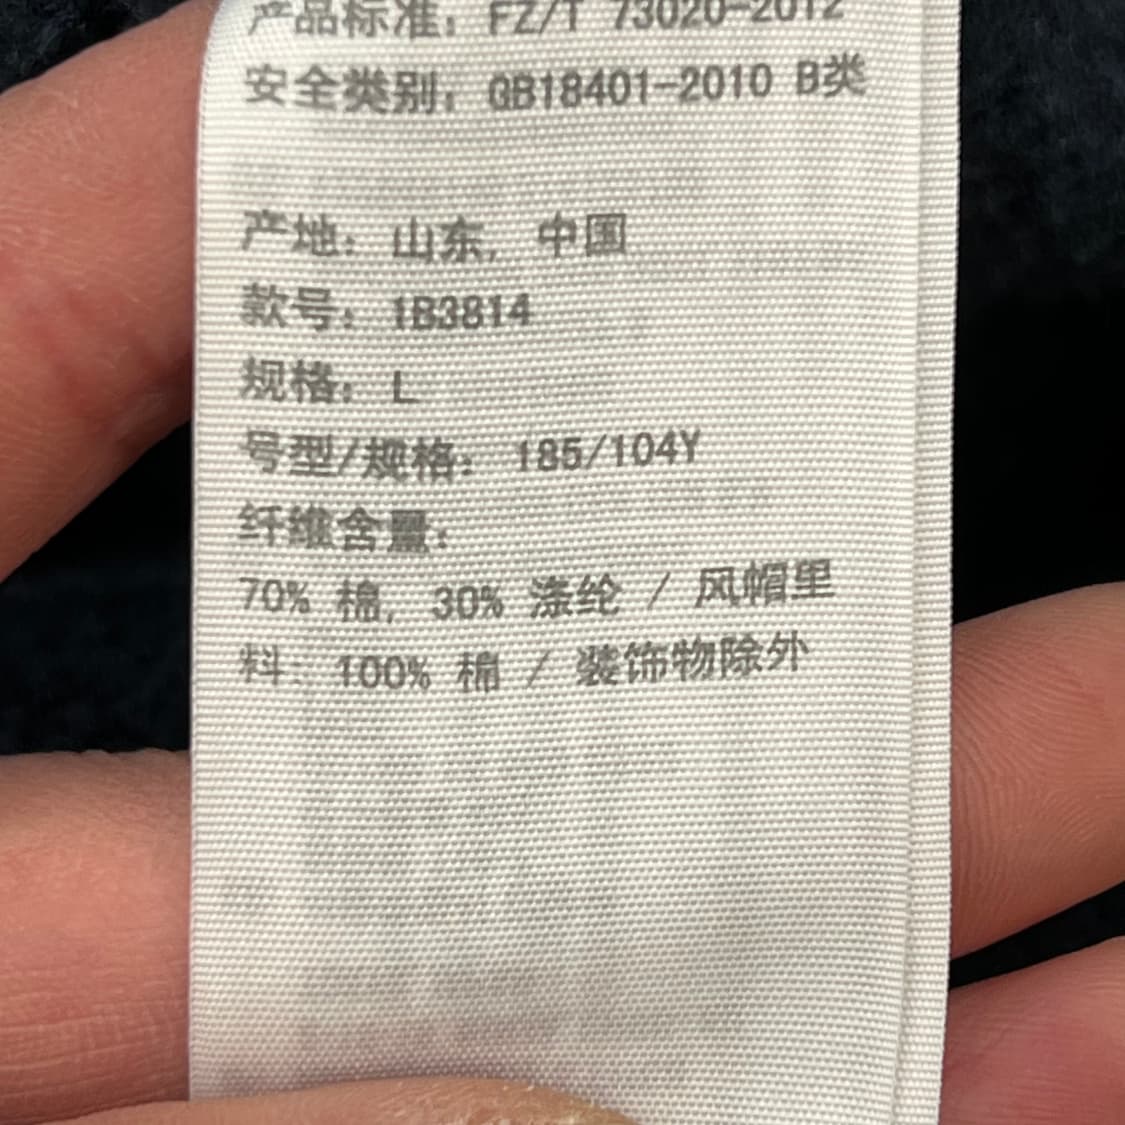 产品标准: FZ/T 73020-2012
安全类别: GB18401-2010 B类
产地: 山东, 中国
款号: 1B3814
规格: L
号型/规格: 185/104Y
纤维含量:
70% 棉, 30% 涤纶 / 风帽里
料: 100% 棉 / 装饰物除外